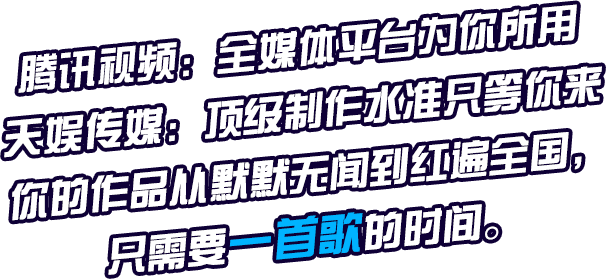 腾讯视频：全媒体平台为你所用
天娱传媒：顶级制作水准只等你来
你的作品从默默无闻到红遍全国，
只需要一首歌的时间。